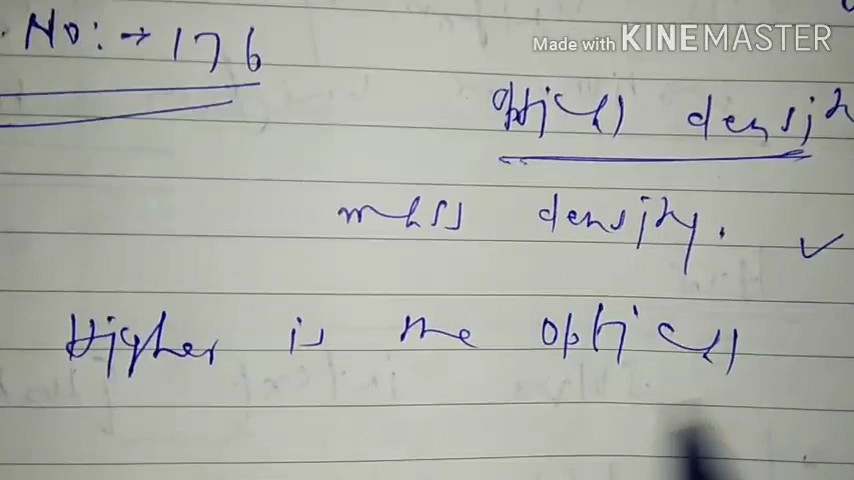 Made with KINEMASTER
. No: → 176
optical density
mass density. ✓
Higher is the optical